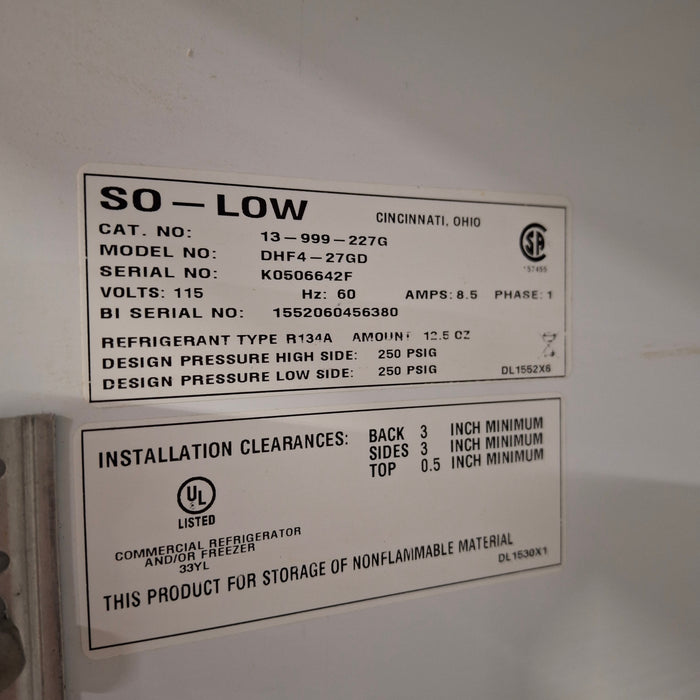 SO-LOW CINCINNATI, OHIO
CAT. NO: 13-999-227G
MODEL NO: DHF4-27GD
SERIAL NO: K0506642F
VOLTS: 115 Hz: 60 AMPS: 8.5 PHASE: 1
BI SERIAL NO: 1552060456380
REFRIGERANT TYPE R134A AMOUNT 12.5 OZ
DESIGN PRESSURE HIGH SIDE: 250 PSIG
DESIGN PRESSURE LOW SIDE: 250 PSIG
DL1552X6
SA
157455
INSTALLATION CLEARANCES: BACK 3 INCH MINIMUM
SIDES 3 INCH MINIMUM
TOP 0.5 INCH MINIMUM
UL
LISTED
COMMERCIAL REFRIGERATOR
AND/OR FREEZER
33YL
THIS PRODUCT FOR STORAGE OF NONFLAMMABLE MATERIAL
DL1530X1